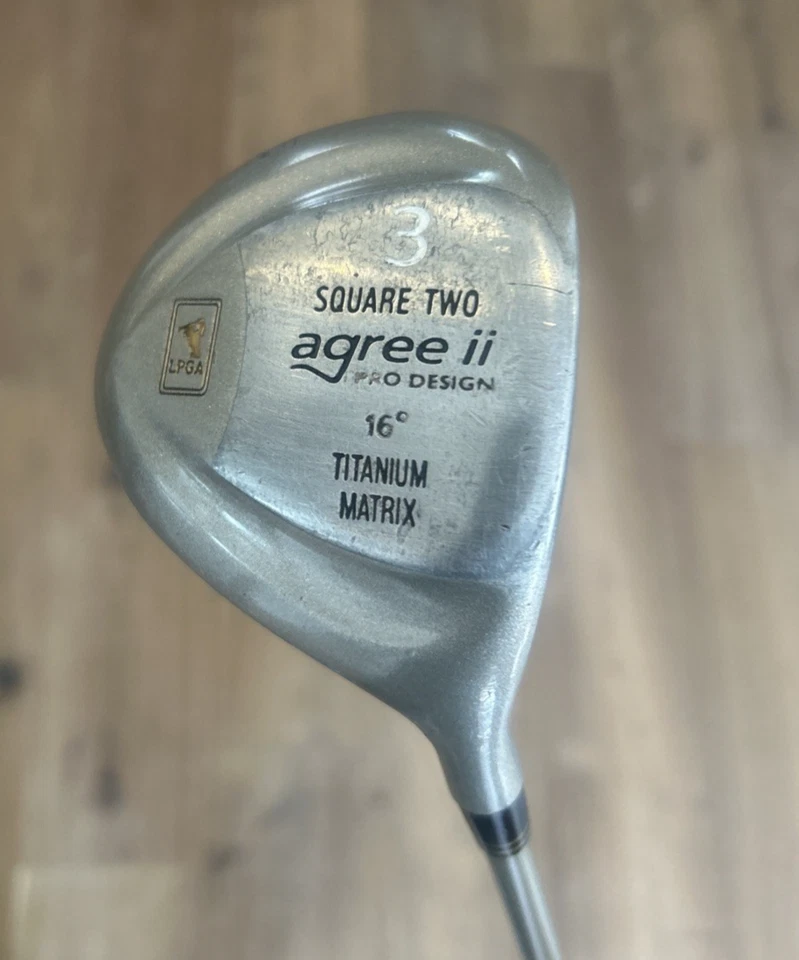 3
SQUARE TWO
agree ii
PRO DESIGN
16°
TITANIUM
MATRIX
LPGA